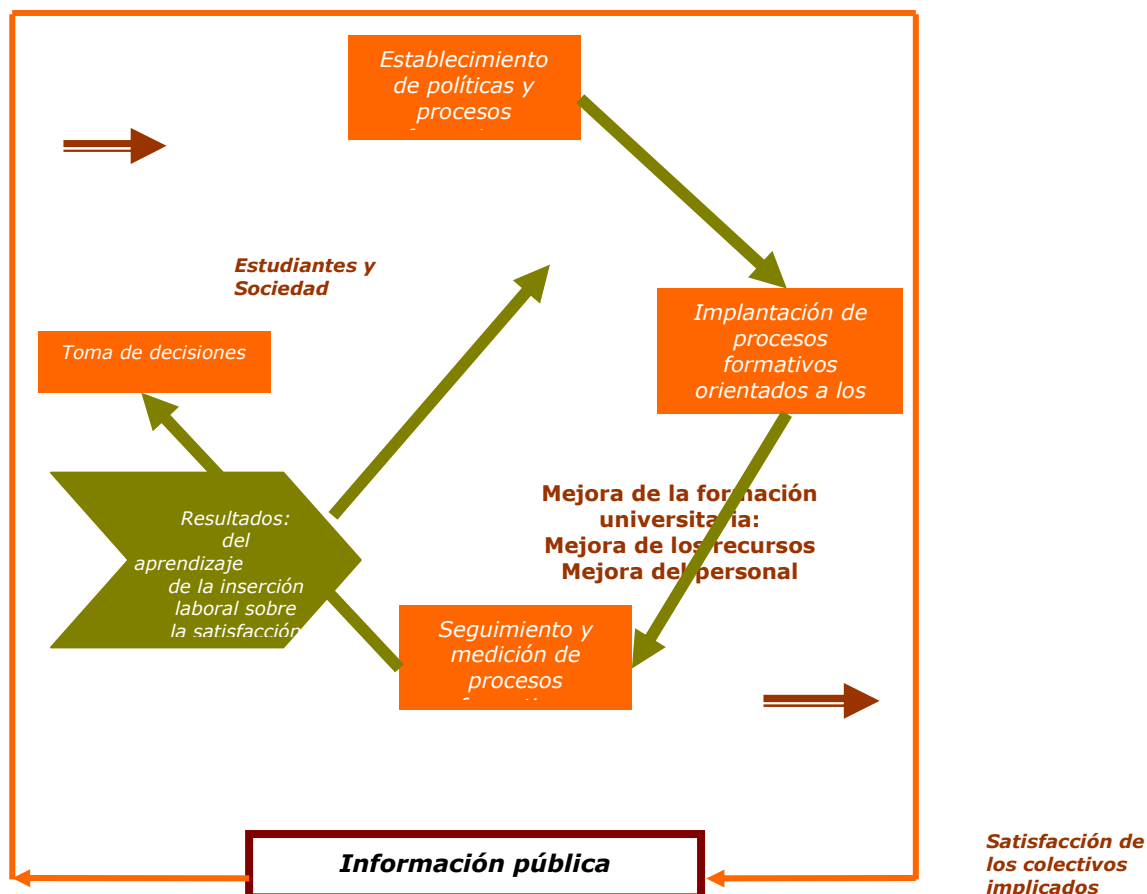 Establecimiento
de políticas y
procesos
Estudiantes y
Sociedad
Implantación de
procesos
formativos
orientados a los
Toma de decisiones
Mejora de la formación
universitaria:
Mejora de los recursos
Mejora del personal
Resultados:
del
aprendizaje
de la inserción
laboral sobre
la satisfacción
Seguimiento y
medición de
procesos
Información pública
Satisfacción de
los colectivos
implicados